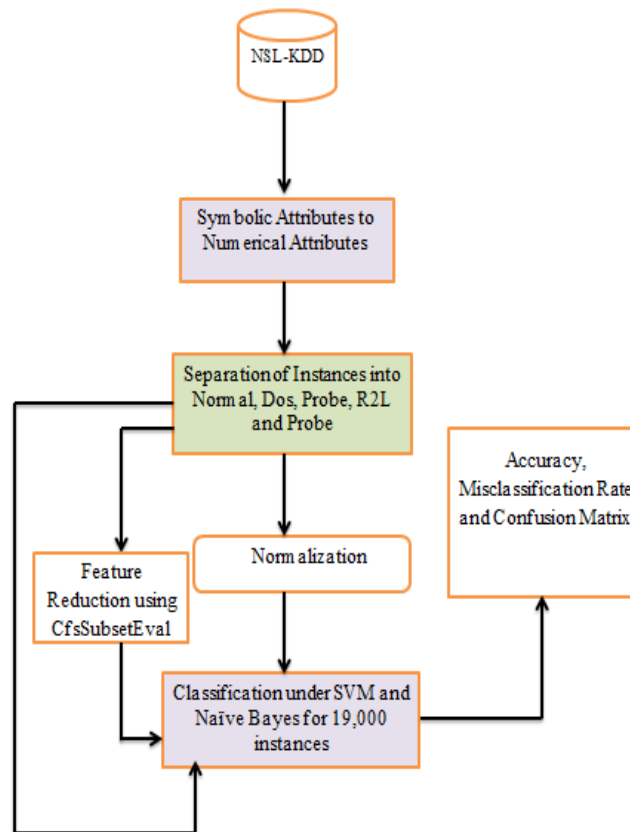 NSL-KDD
Symbolic Attributes to
Numerical Attributes
Separation of Instances into
Normal, Dos, Probe, R2L
and Probe
Accuracy,
Misclassification Rate
and Confusion Matrix
Normalization
Feature
Reduction using
CfsSubsetEval
Classification under SVM and
Naïve Bayes for 19,000
instances